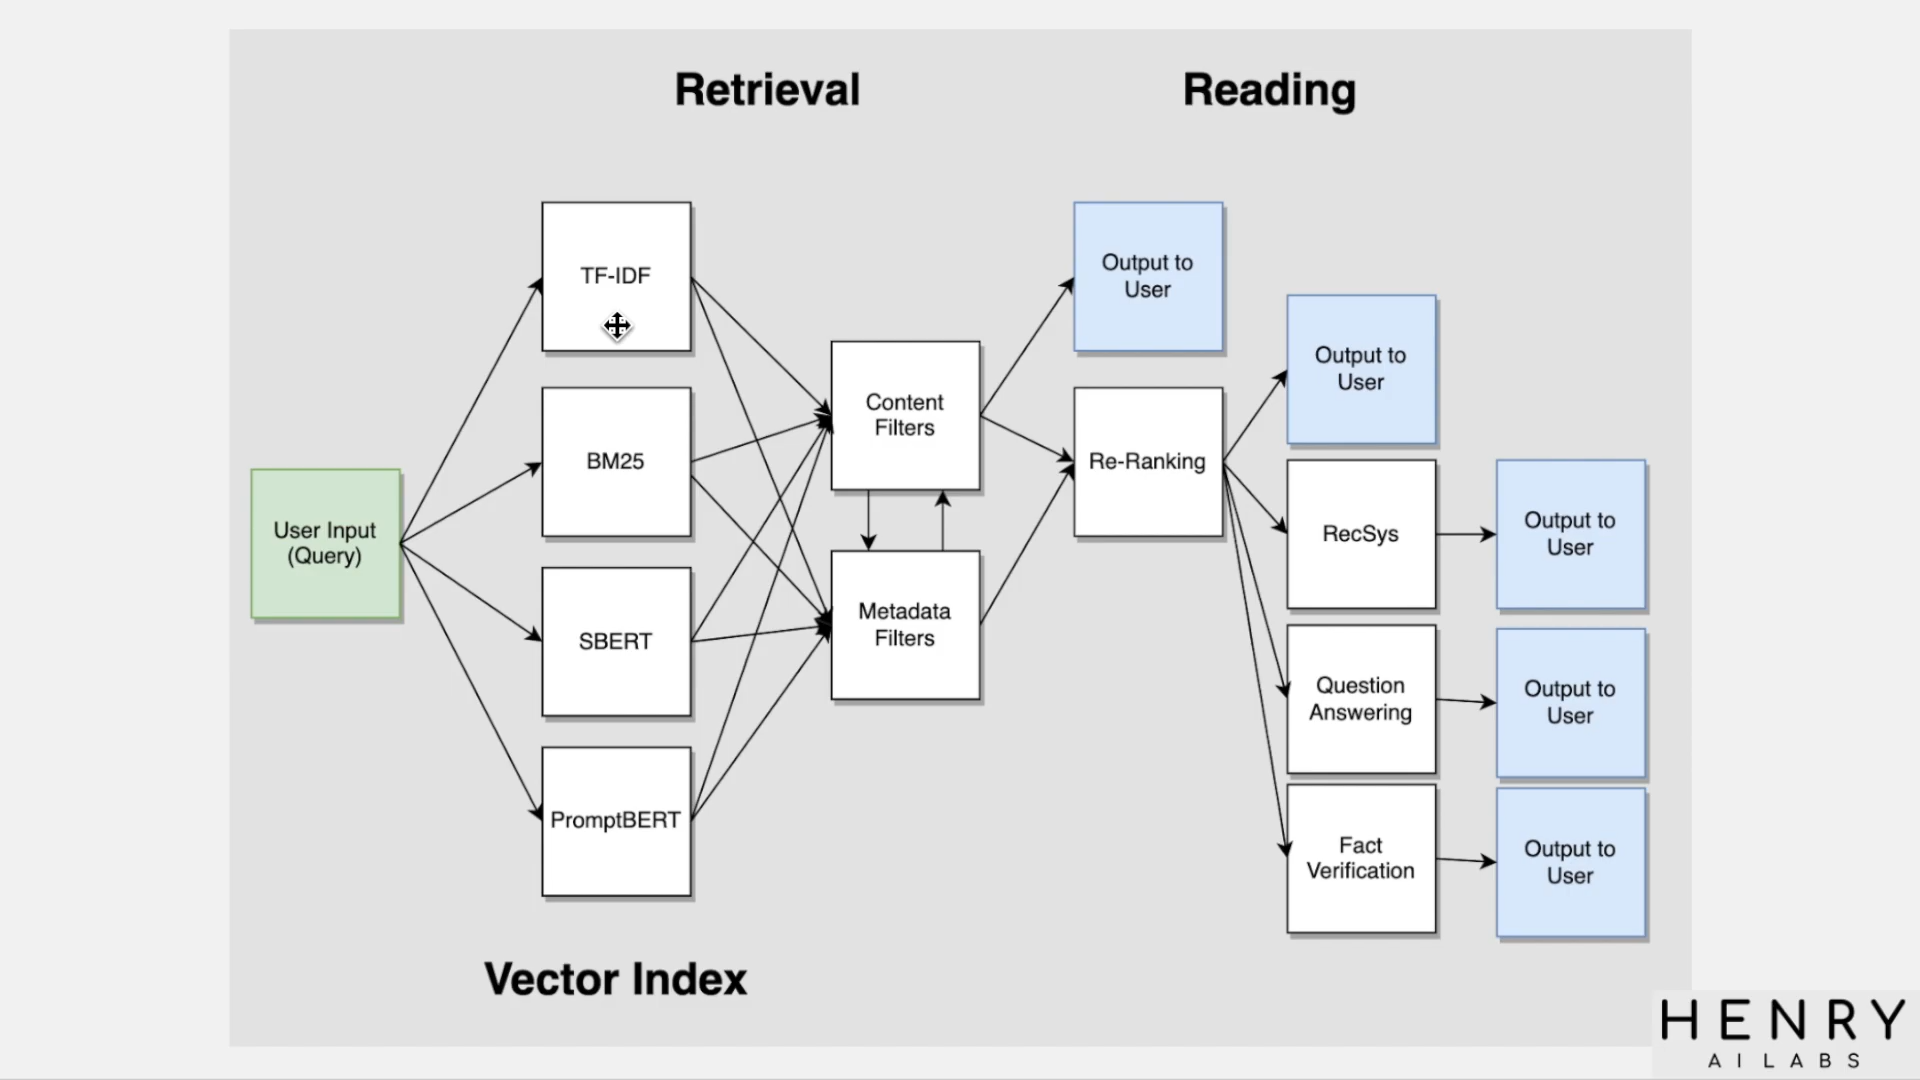 Retrieval
Reading
User Input
(Query)
TF-IDF
BM25
SBERT
PromptBERT
Vector Index
Content
Filters
Metadata
Filters
Output to
User
Re-Ranking
Output to
User
RecSys
Question
Answering
Fact
Verification
Output to
User
Output to
User
Output to
User
HENRY
AI LABS